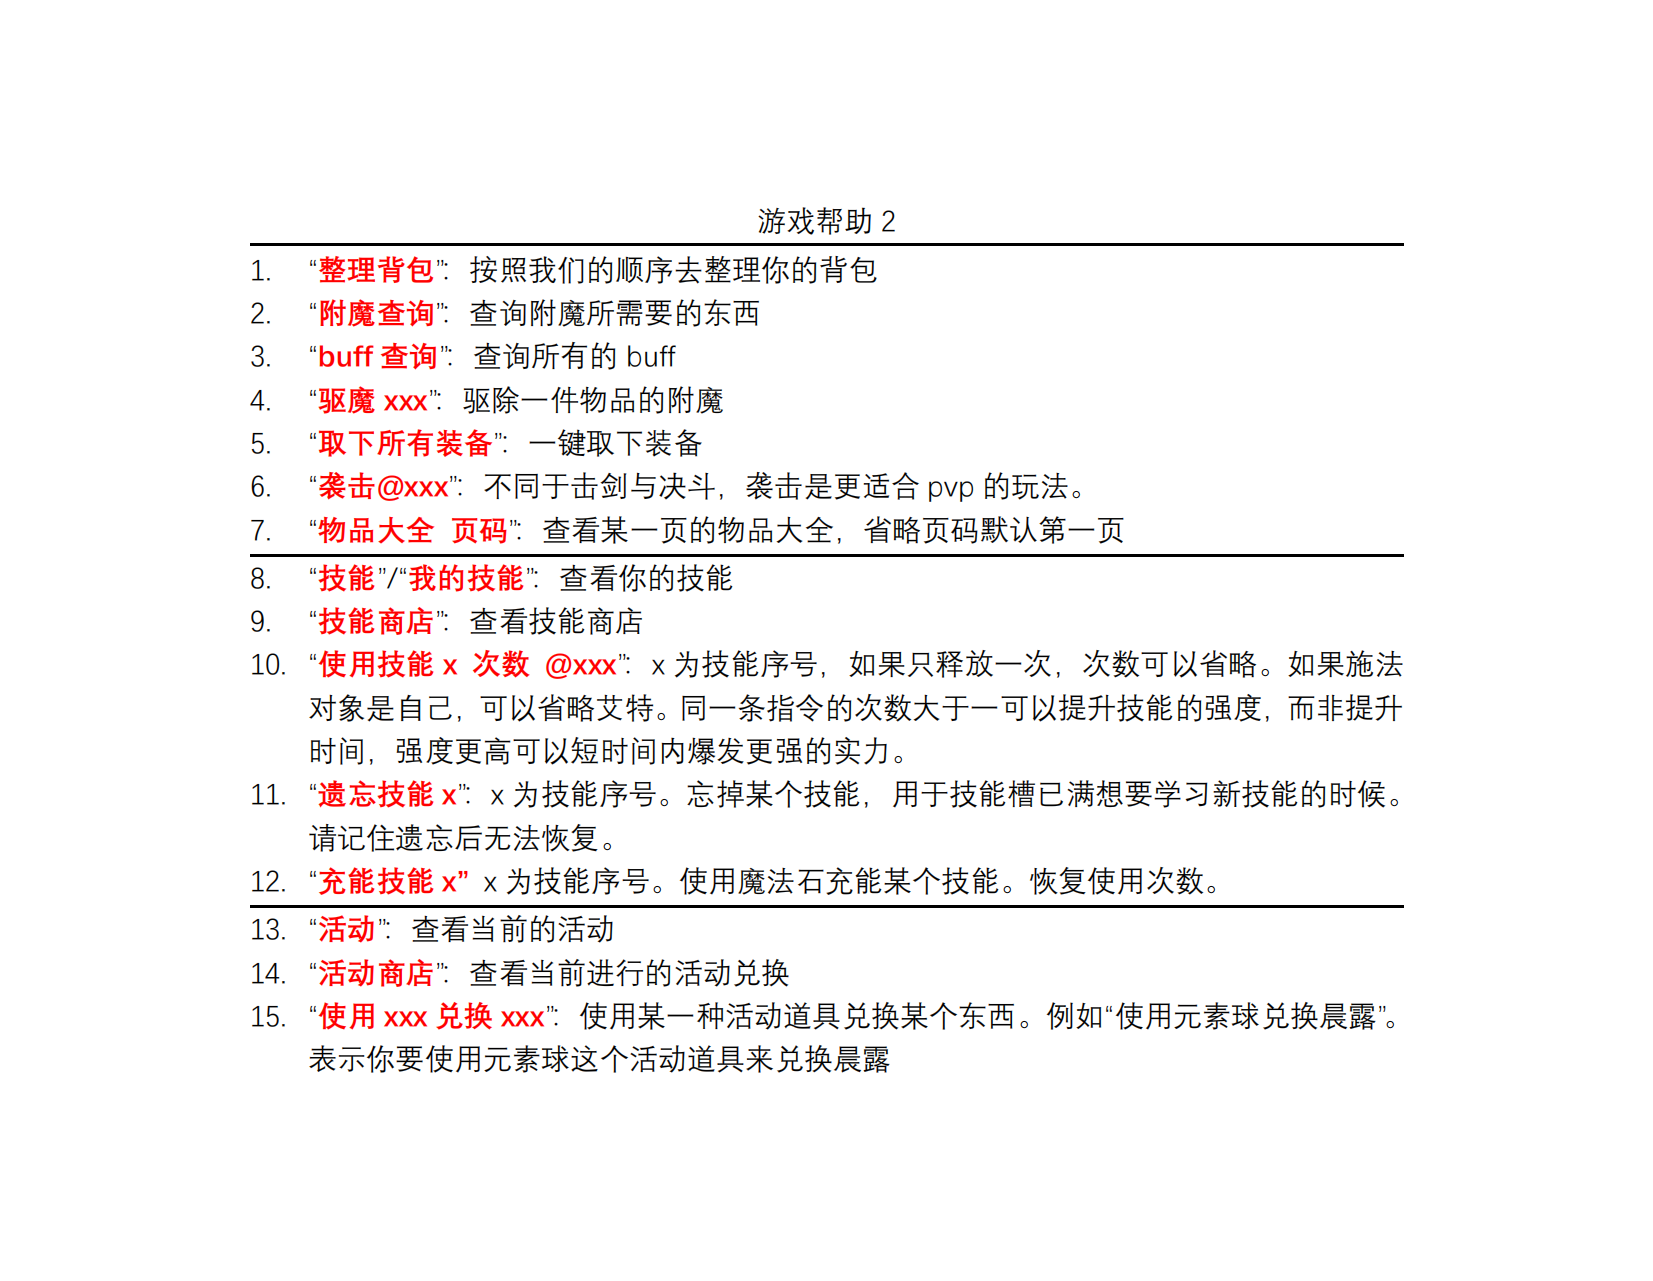 游戏帮助 2
1. “整理背包”：按照我们的顺序去整理你的背包
2. “附魔查询”：查询附魔所需要的东西
3. “buff 查询”：查询所有的 buff
4. “驱魔 xxx”：驱除一件物品的附魔
5. “取下所有装备”：一键取下装备
6. “袭击@xxx”：不同于击剑与决斗，袭击是更适合 pvp 的玩法。
7. “物品大全 页码”：查看某一页的物品大全，省略页码默认第一页
8. “技能”/“我的技能”：查看你的技能
9. “技能商店”：查看技能商店
10. “使用技能 x 次数 @xxx”：x 为技能序号，如果只释放一次，次数可以省略。如果施法
对象是自己，可以省略艾特。同一条指令的次数大于一可以提升技能的强度，而非提升
时间，强度更高可以短时间内爆发更强的实力。
11. “遗忘技能 x”：x 为技能序号。忘掉某个技能，用于技能槽已满想要学习新技能的时候。
请记住遗忘后无法恢复。
12. “充能技能 x” x 为技能序号。使用魔法石充能某个技能。恢复使用次数。
13. “活动”：查看当前的活动
14. “活动商店”：查看当前进行的活动兑换
15. “使用 xxx 兑换 xxx”：使用某一种活动道具兑换某个东西。例如“使用元素球兑换晨露”。
表示你要使用元素球这个活动道具来兑换晨露